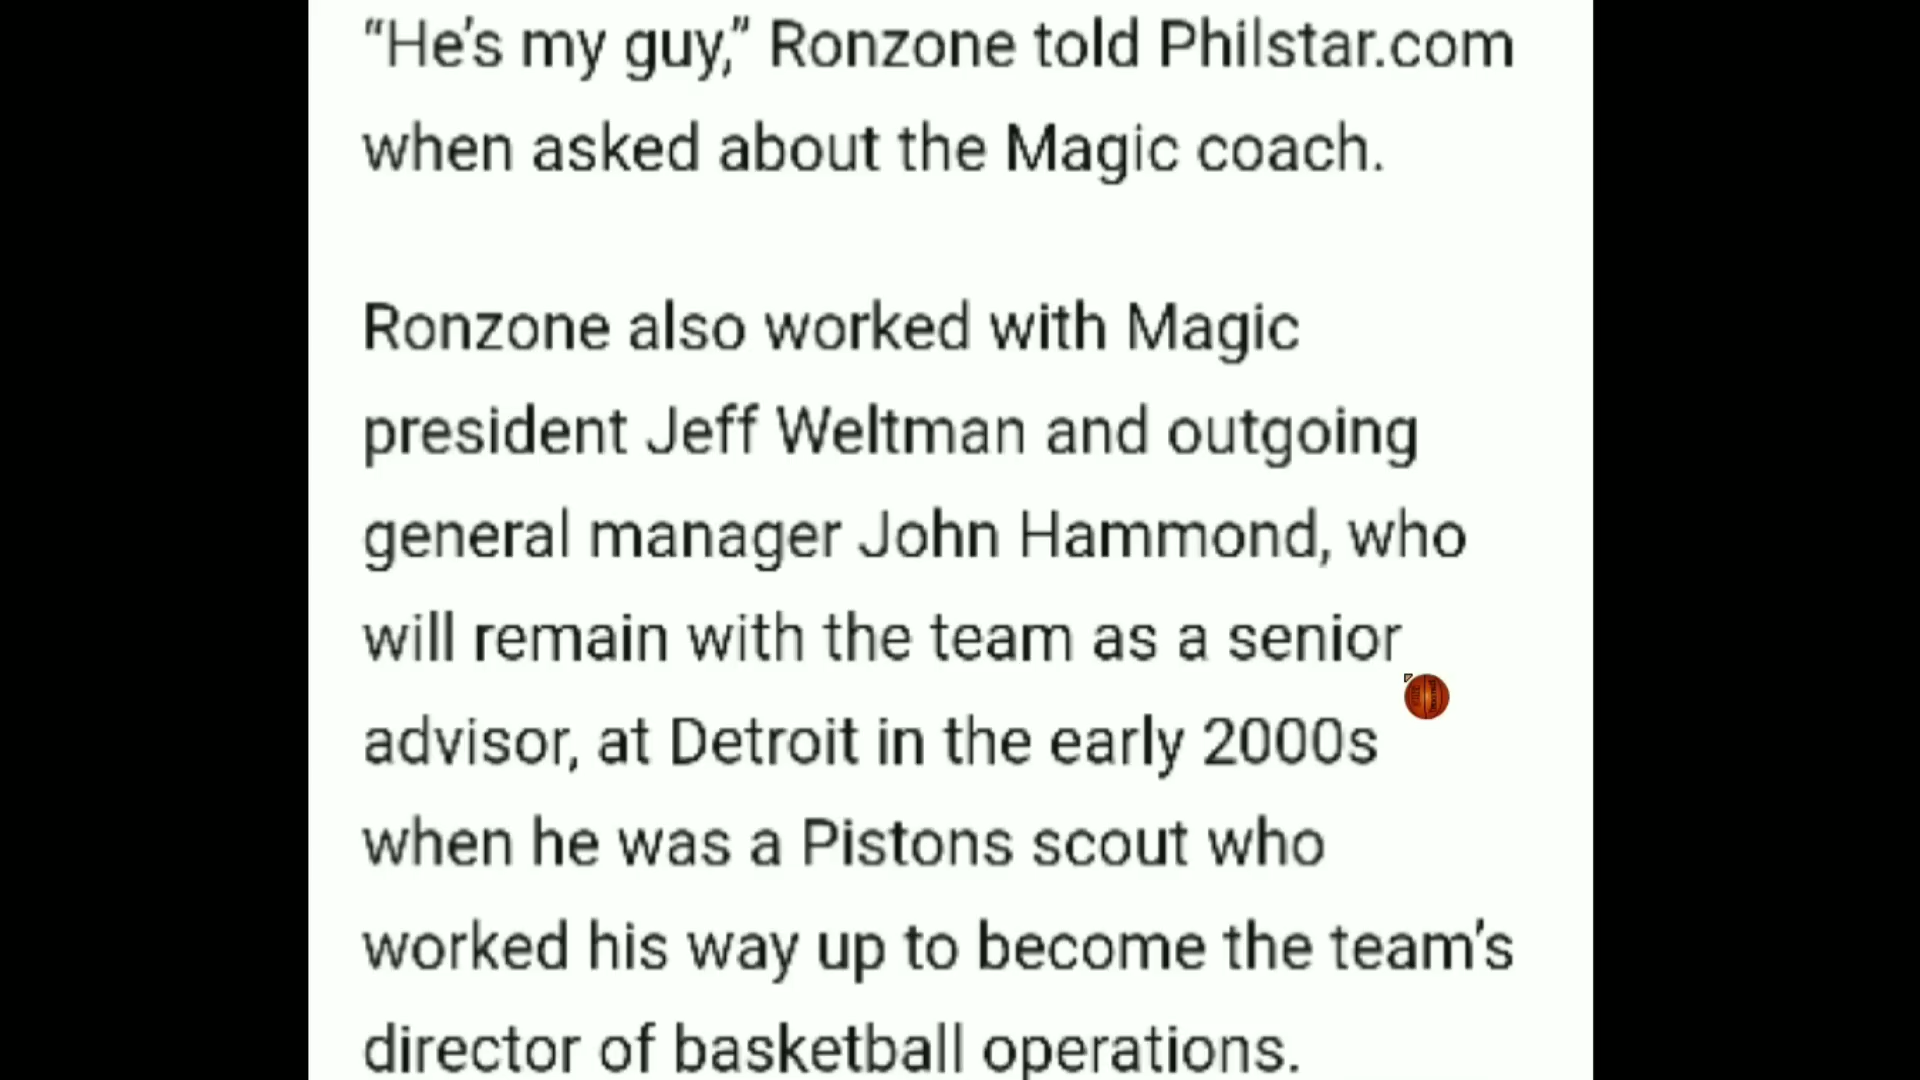 “He’s my guy,” Ronzone told Philstar.com
when asked about the Magic coach.
Ronzone also worked with Magic
president Jeff Weltman and outgoing
general manager John Hammond, who
will remain with the team as a senior
advisor, at Detroit in the early 2000s
when he was a Pistons scout who
worked his way up to become the team’s
director of basketball operations.